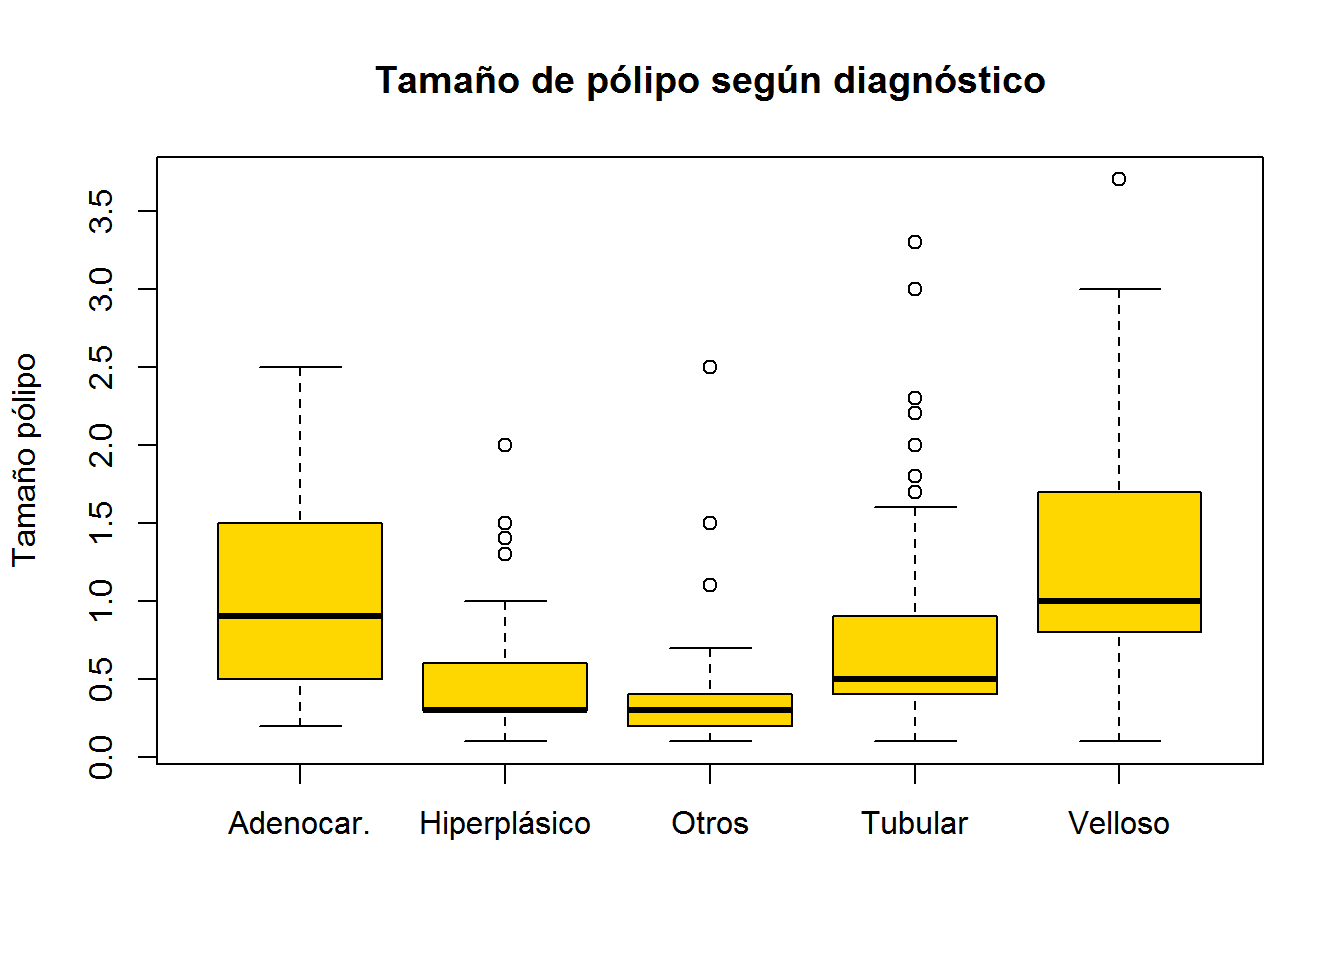 Tamaño de pólipo según diagnóstico
Tamaño pólipo
3.5
3.0
2.5
2.0
1.5
1.0
0.5
0.0
Adenocar. Hiperplásico Otros Tubular Velloso